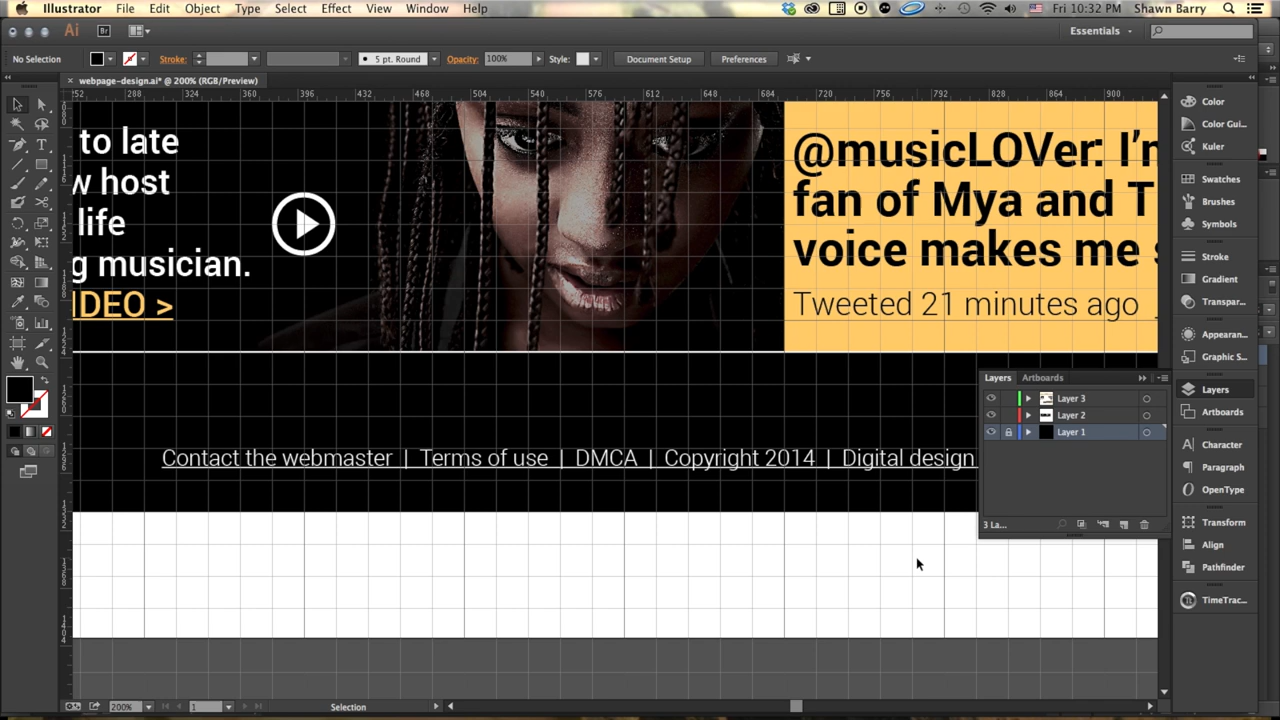 Illustrator File Edit Object Type Select Effect View Window Help Fri 10:32 PM Shawn Barry
Ai Br Essentials
No Selection Stroke: 5 pt. Round Opacity: 100% Style: Document Setup Preferences
× webpage-design.ai* @ 200% (RGB/Preview)
252 288 324 360 396 432 468 504 540 576 612 648 684 720 756 792 828 864 900
to late
w host
life
g musician.
IDEO >
@musicLOVer: I'm
fan of Mya and T
voice makes me s
Tweeted 21 minutes ago
Contact the webmaster | Terms of use | DMCA | Copyright 2014 | Digital design
Layers Artboards
Layer 3
Layer 2
Layer 1
3 La...
Color
Color Gui...
Kuler
Swatches
Brushes
Symbols
Stroke
Gradient
Transpar...
Appearan...
Graphic S...
Layers
Artboards
Character
Paragraph
OpenType
Transform
Align
Pathfinder
TimeTrac...
200% 1 Selection